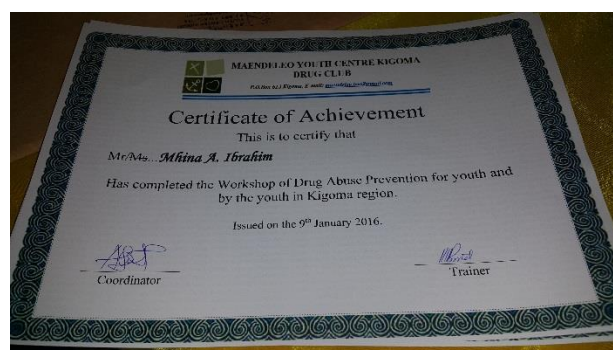 MAENDELEO YOUTH CENTRE KIGOMA
DRUG CLUB
Certificate of Achievement
This is to certify that
Mr/Ms...Mhina A. Ibrahim
Has completed the Workshop of Drug Abuse Prevention for youth and
by the youth in Kigoma region.
Issued on the 9th January 2016.
Coordinator
Trainer